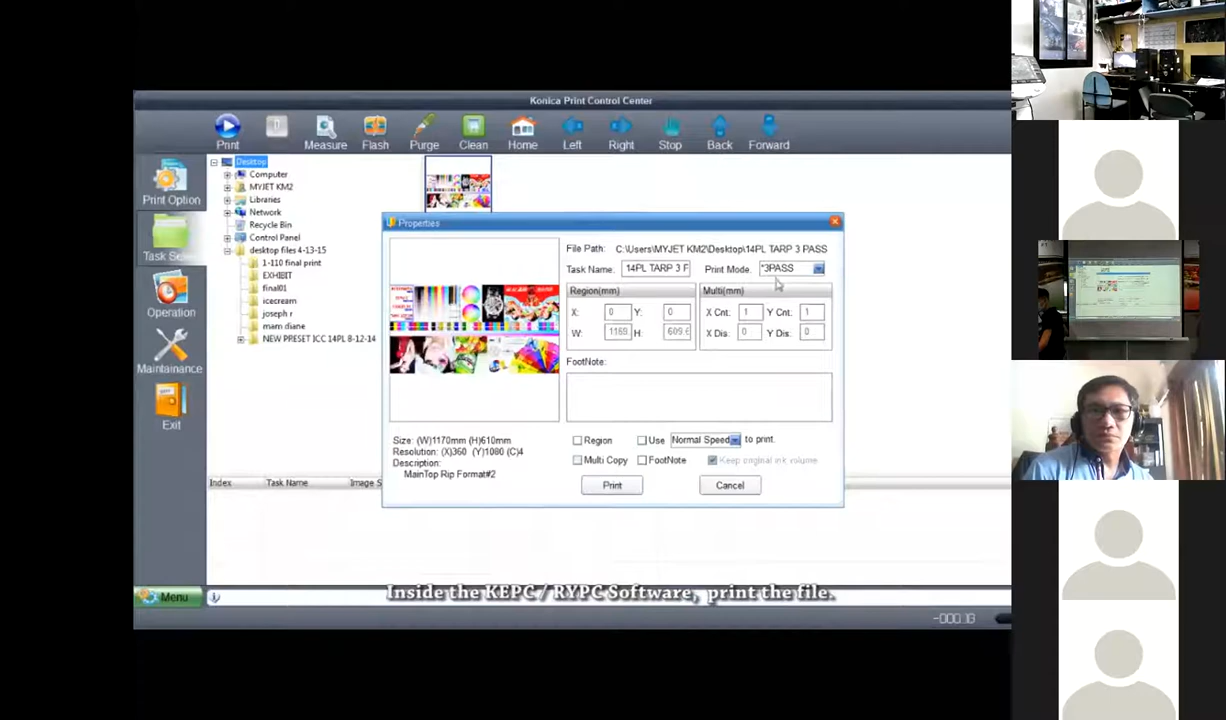 Konica Print Control Center
Print
Measure
Flash
Purge
Clean
Home
Left
Right
Stop
Back
Forward
Print Option
Task
Operation
Maintainance
Exit
Desktop
Computer
MYJET KM2
Libraries
Network
Recycle Bin
Control Panel
desktop files 4-13-15
1-110 final print
EXHIBIT
final01
icecream
joseph r
mam diane
NEW PRESET ICC 14PL 8-12-14
Properties
File Path: C:\Users\MYJET KM2\Desktop\14PL TARP 3 PASS
Task Name: 14PL TARP 3 F Print Mode: *3PASS
Region(mm) Multi(mm)
X: 0 Y: 0 X Cnt: 1 Y Cnt: 1
W: 1169 H: 609.6 X Dis: 0 Y Dis: 0
FootNote:
Size: (W)1170mm (H)610mm
Resolution: (X)360 (Y)1080 (C)4
Description:
MainTop Rip Format#2
Region Use Normal Speed to print.
Multi Copy FootNote Keep original ink volume
Print Cancel
Index Task Name Image S
Inside the KEPC / RYPC Software, print the file.
Menu
-000.18